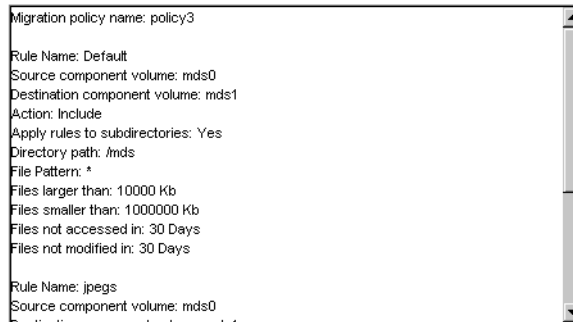 Migration policy name: policy3
Rule Name: Default
Source component volume: mds0
Destination component volume: mds1
Action: Include
Apply rules to subdirectories: Yes
Directory path: /mds
File Pattern: *
Files larger than: 10000 Kb
Files smaller than: 1000000 Kb
Files not accessed in: 30 Days
Files not modified in: 30 Days
Rule Name: jpegs
Source component volume: mds0